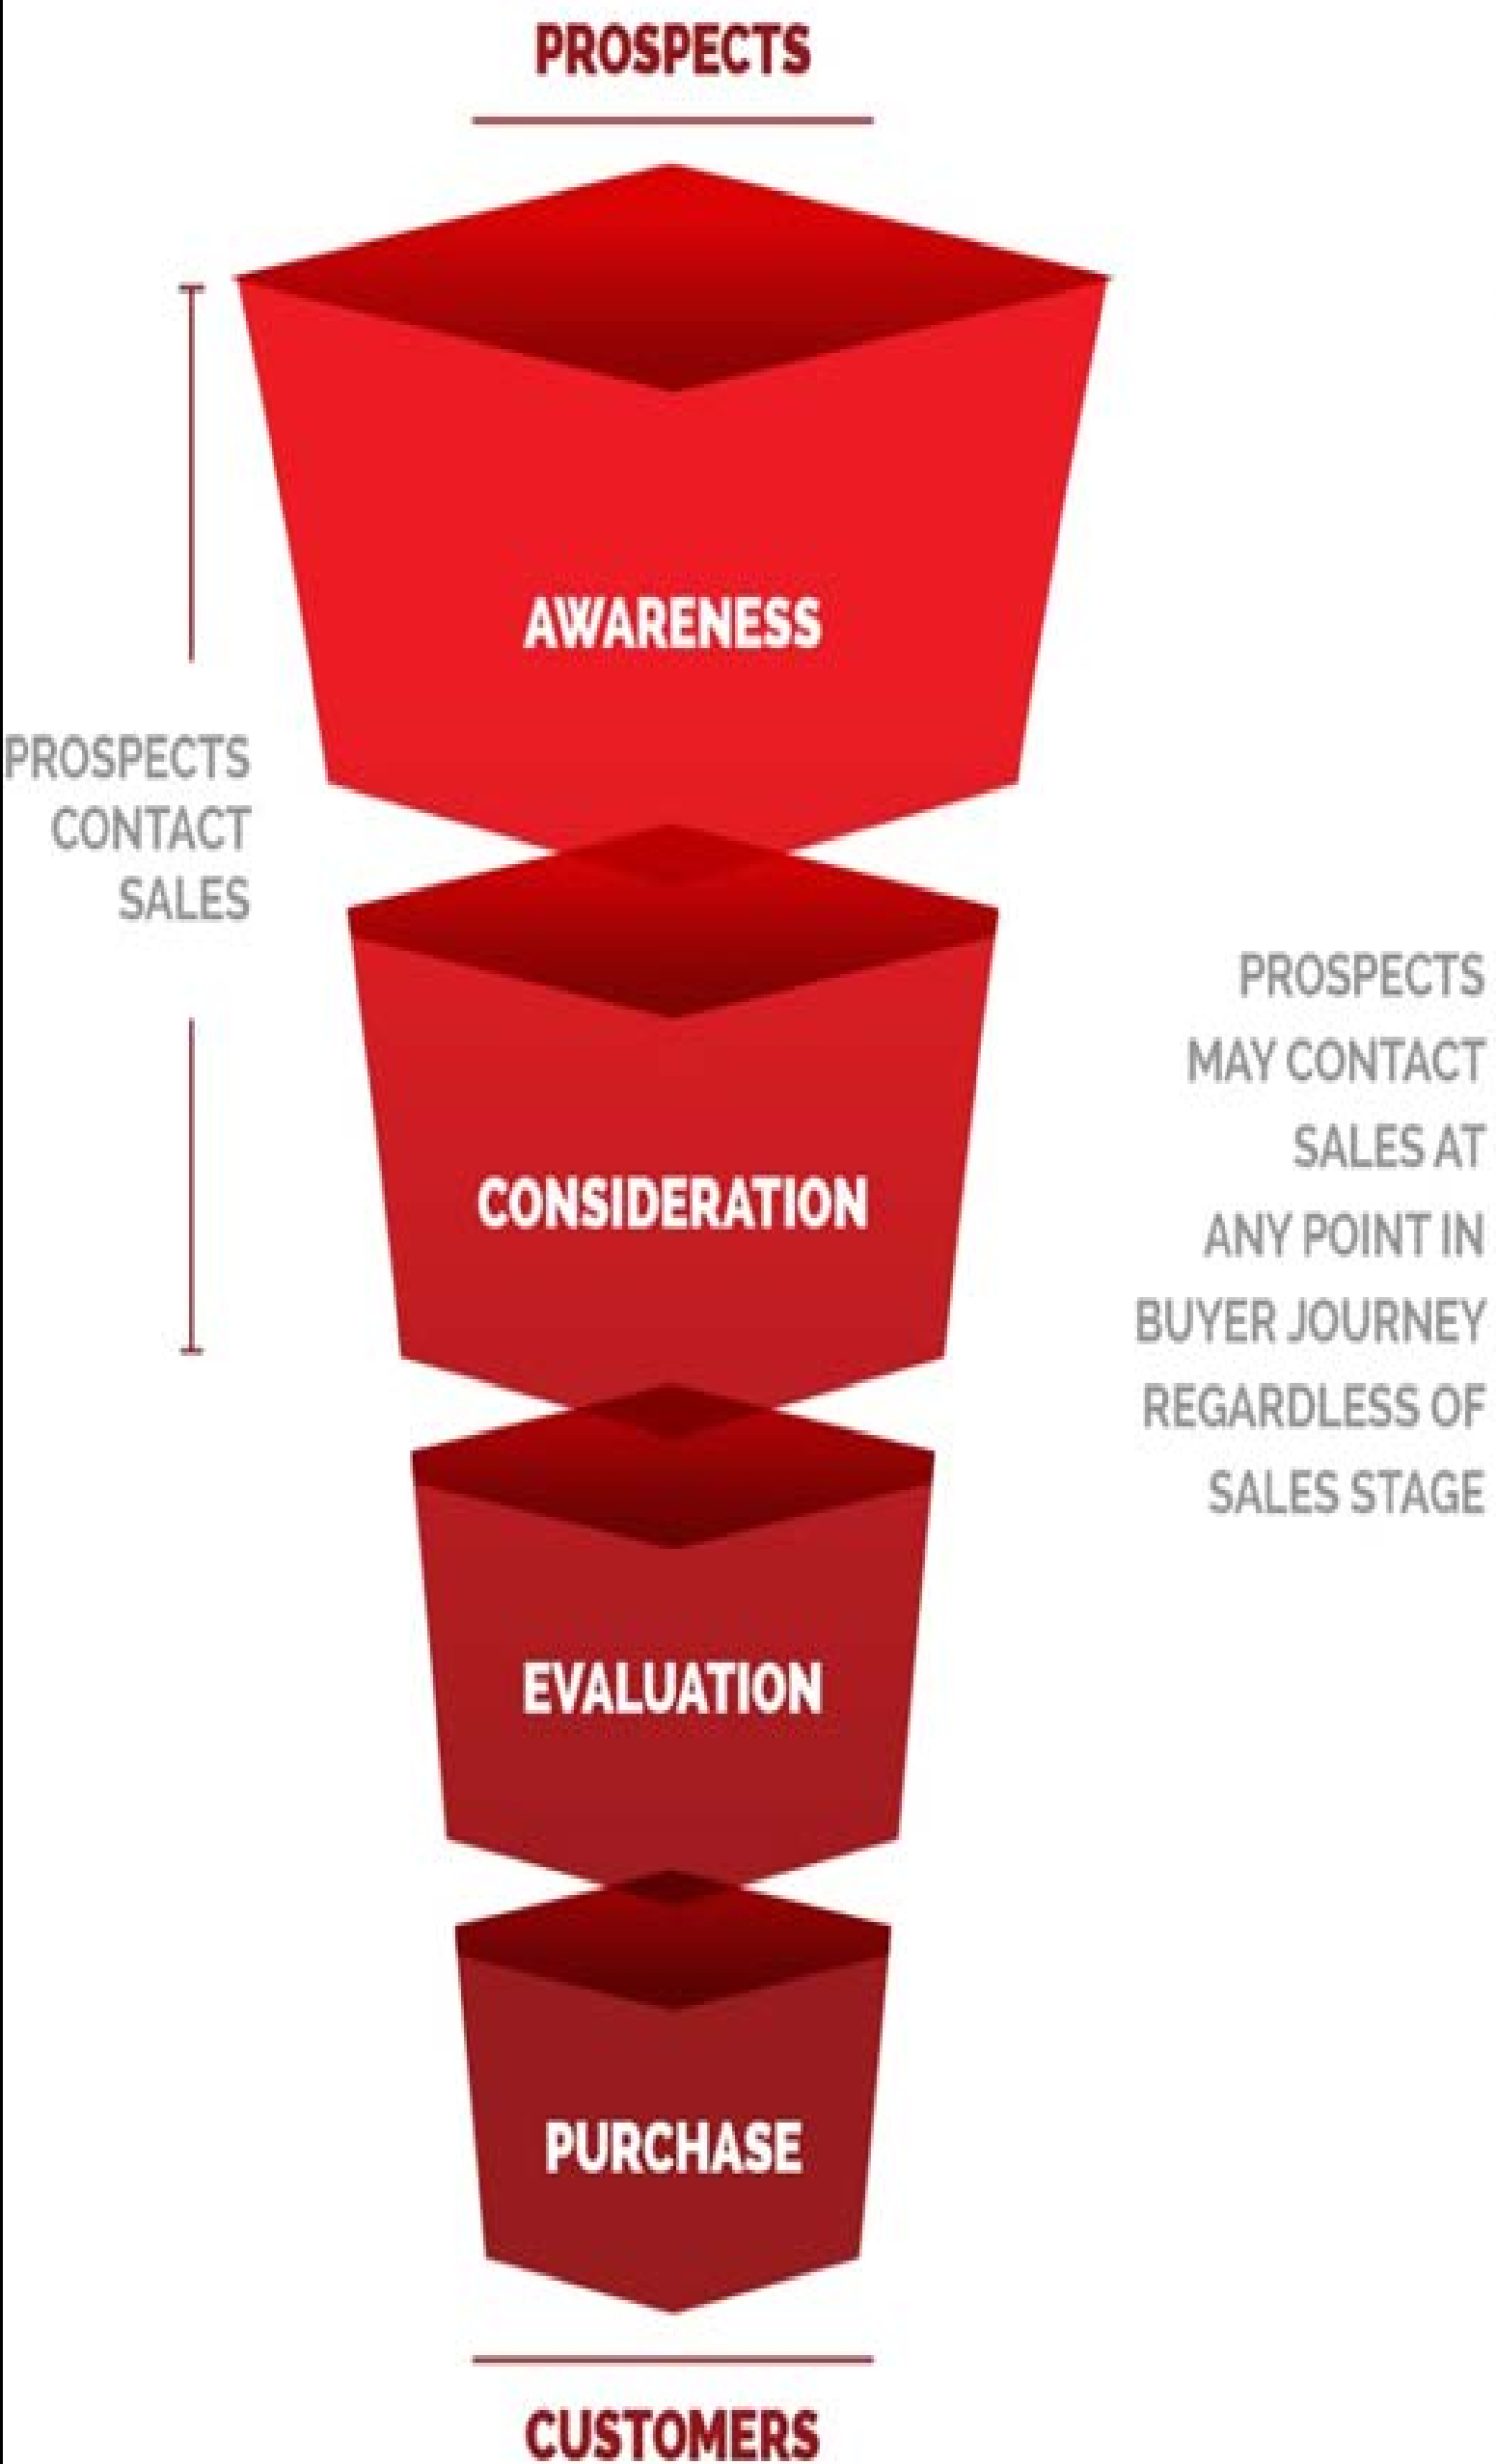 PROSPECTS
AWARENESS
PROSPECTS
CONTACT
SALES
CONSIDERATION
PROSPECTS
MAY CONTACT
SALES AT
ANY POINT IN
BUYER JOURNEY
REGARDLESS OF
SALES STAGE
EVALUATION
PURCHASE
CUSTOMERS